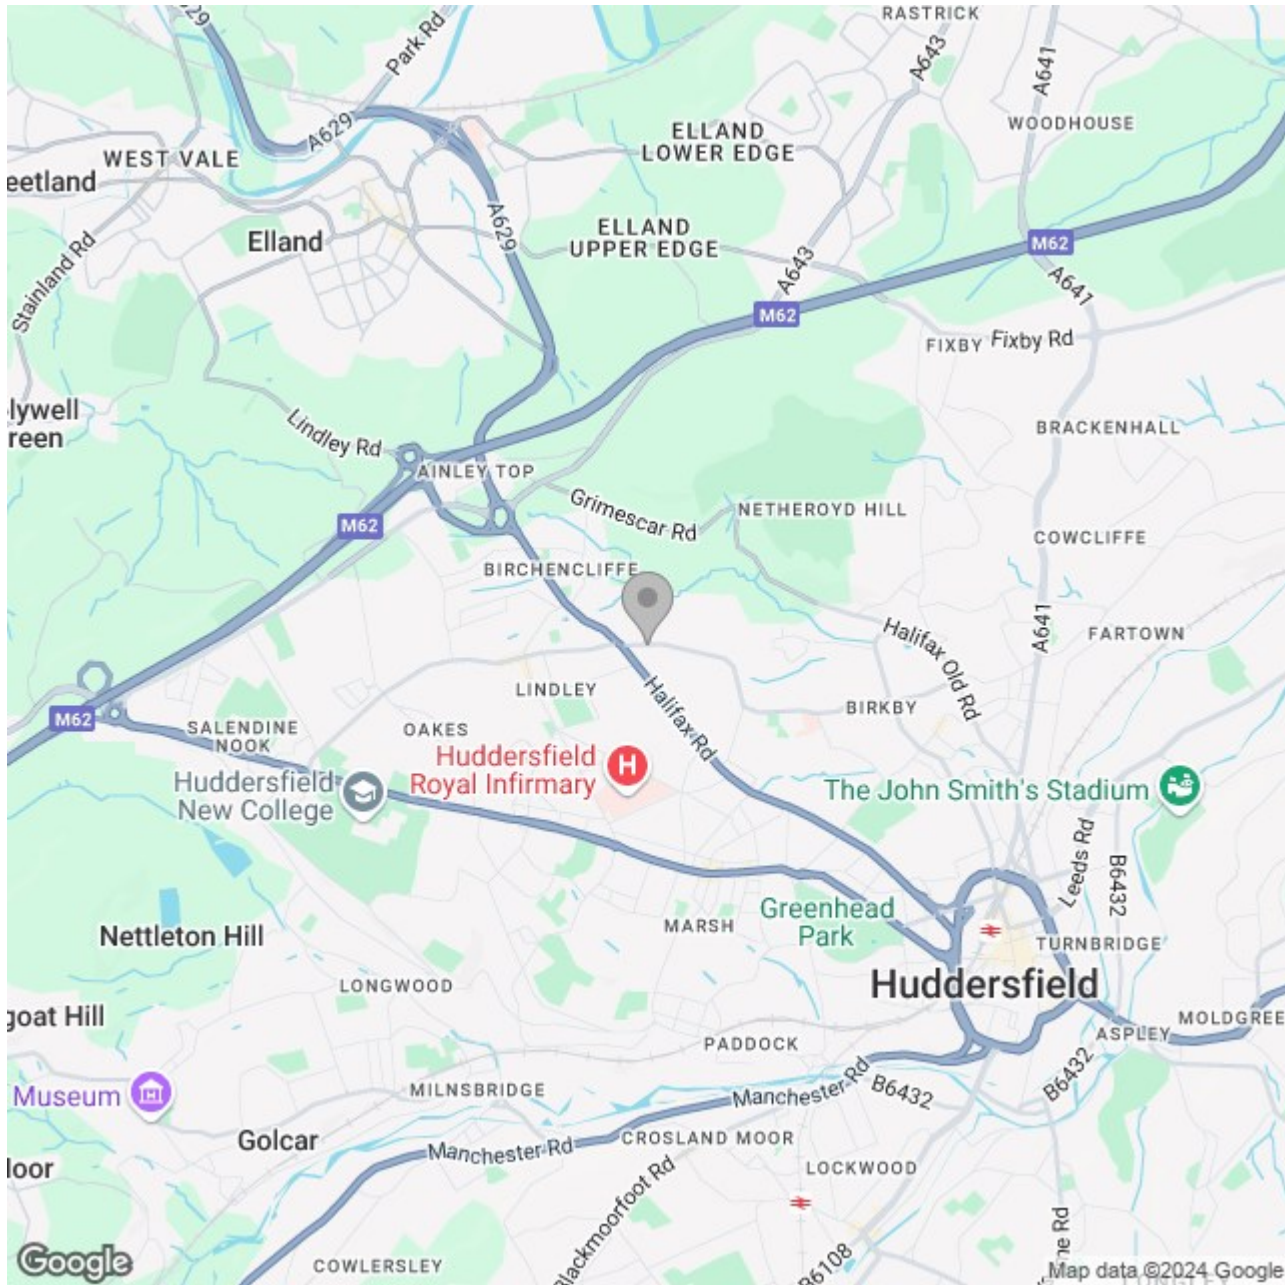 RASTRICK
629
Park Rd
A643
A641
WOODHOUSE
A629
ELLAND
LOWER EDGE
WEST VALE
eetland
A629
ELLAND
UPPER EDGE
Elland
M62
Stainland Rd
A643
A641
M62
FIXBY
Fixby Rd
lywell
reen
Lindley Rd
BRACKENHALL
AINLEY TOP
Grimescar Rd
NETHEROYD HILL
M62
COWCLIFFE
BIRCHENCLIFFE
A641
FARTOWN
Halifax Old Rd
LINDLEY
Halifax Rd
BIRKBY
M62
SALENDINE
NOOK
OAKES
Huddersfield
Royal Infirmary
H
Huddersfield
New College
The John Smith's Stadium
Leeds Rd
B6432
Greenhead
Park
MARSH
Nettleton Hill
TURNBRIDGE
Huddersfield
LONGWOOD
goat Hill
MOLDGREE
ASPLEY
PADDOCK
Museum
MILNSBRIDGE
Manchester Rd
B6432
B6432
Golcar
Manchester Rd
CROSLAND MOOR
LOCKWOOD
loor
Blackmoorfoot Rd
ne Rd
Google
COWLERSLEY
B6108
Map data ©2024 Google